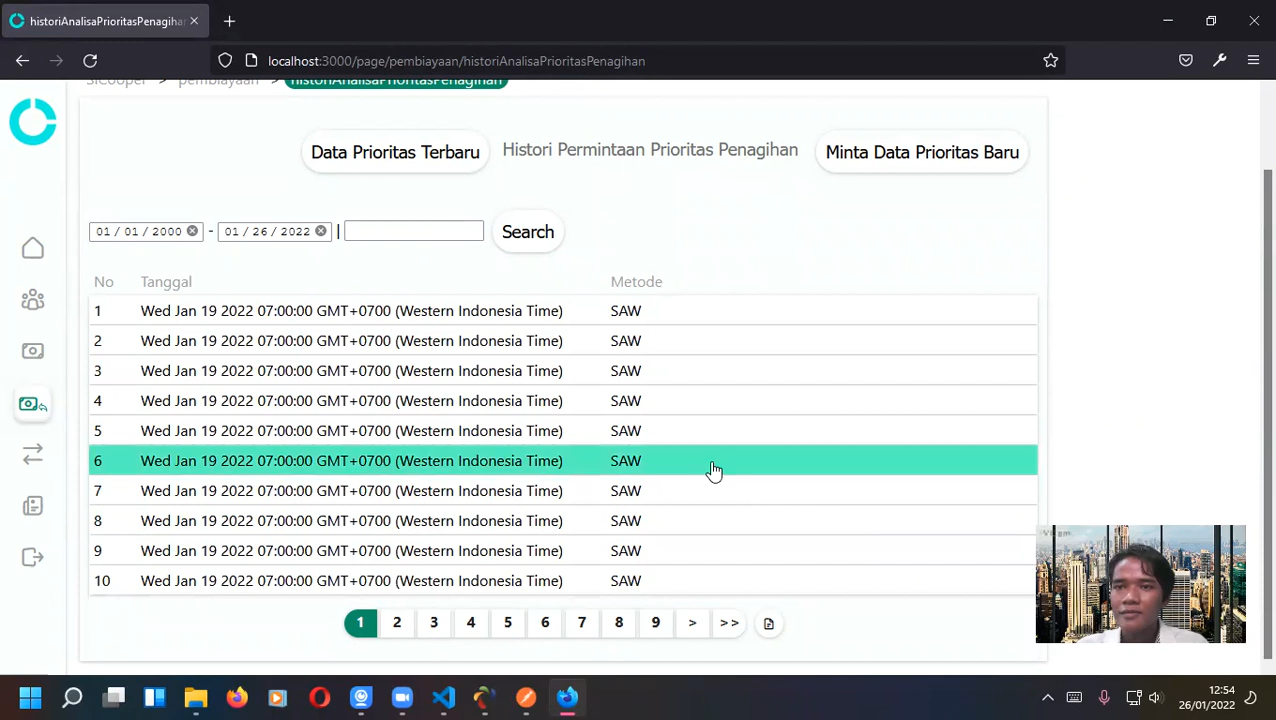 historiAnalisaPrioritasPenagihan
localhost:3000/page/pembiayaan/historiAnalisaPrioritasPenagihan
SiCooper > pembiayaan > historiAnalisaPrioritasPenagihan
Data Prioritas Terbaru Histori Permintaan Prioritas Penagihan Minta Data Prioritas Baru
01 / 01 / 2000 - 01 / 26 / 2022 | Search
No Tanggal Metode
1 Wed Jan 19 2022 07:00:00 GMT+0700 (Western Indonesia Time) SAW
2 Wed Jan 19 2022 07:00:00 GMT+0700 (Western Indonesia Time) SAW
3 Wed Jan 19 2022 07:00:00 GMT+0700 (Western Indonesia Time) SAW
4 Wed Jan 19 2022 07:00:00 GMT+0700 (Western Indonesia Time) SAW
5 Wed Jan 19 2022 07:00:00 GMT+0700 (Western Indonesia Time) SAW
6 Wed Jan 19 2022 07:00:00 GMT+0700 (Western Indonesia Time) SAW
7 Wed Jan 19 2022 07:00:00 GMT+0700 (Western Indonesia Time) SAW
8 Wed Jan 19 2022 07:00:00 GMT+0700 (Western Indonesia Time) SAW
9 Wed Jan 19 2022 07:00:00 GMT+0700 (Western Indonesia Time) SAW
10 Wed Jan 19 2022 07:00:00 GMT+0700 (Western Indonesia Time) SAW
1 2 3 4 5 6 7 8 9 > >>
12:54
26/01/2022